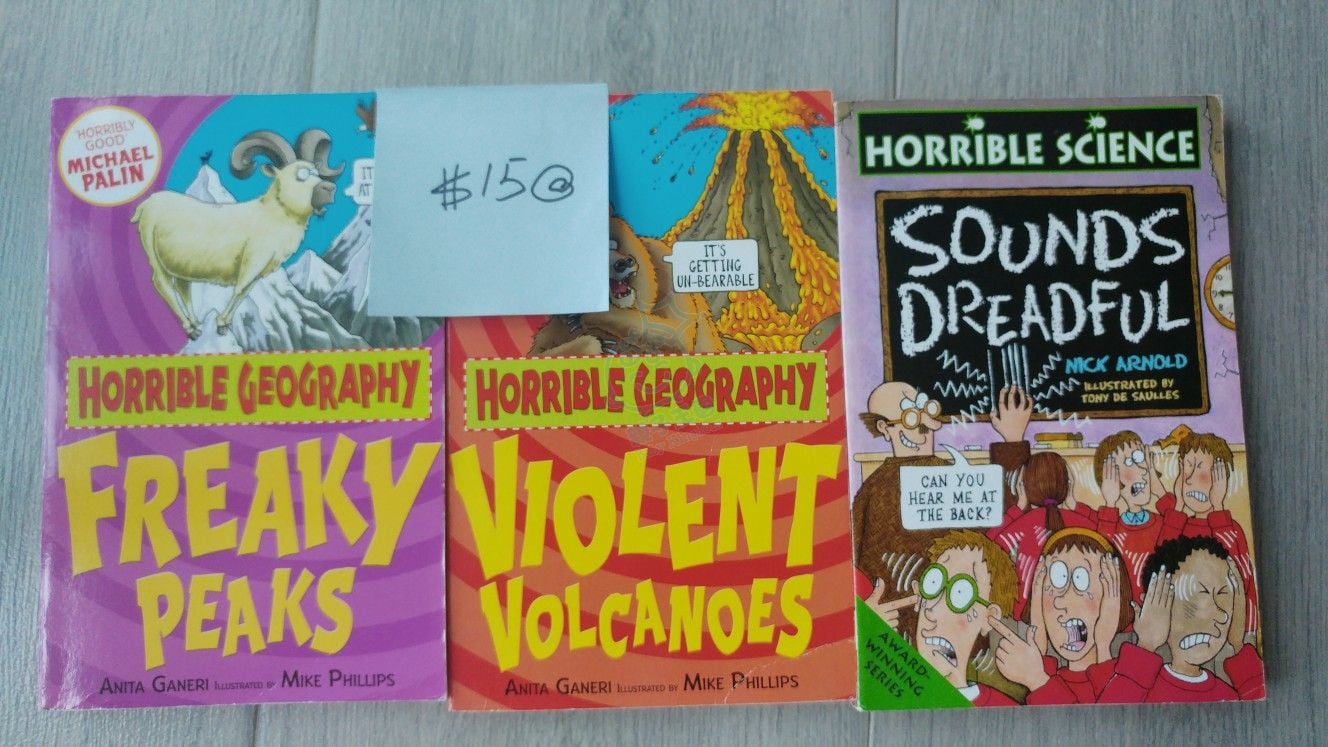 'HORRIBLY
GOOD'
MICHAEL
PALIN
$15@
HORRIBLE GEOGRAPHY
FREAKY
PEAKS
ANITA GANERI ILLUSTRATED BY MIKE PHILLIPS
IT'S
GETTING
UN-BEARABLE
HORRIBLE GEOGRAPHY
VIOLENT
VOLCANOES
ANITA GANERI ILLUSTRATED BY MIKE PHILLIPS
HORRIBLE SCIENCE
SOUNDS
DREADFUL
NICK ARNOLD
ILLUSTRATED BY
TONY DE SAULLES
CAN YOU
HEAR ME AT
THE BACK?
AWARD-
WINNING
SERIES